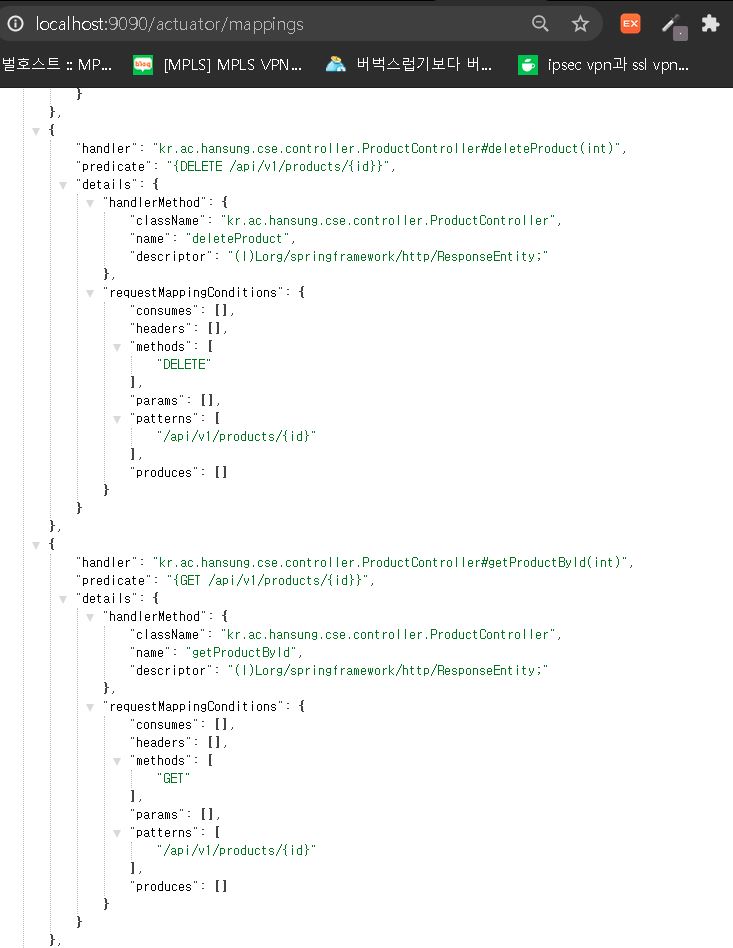 localhost:9090/actuator/mappings
EX
벌호스트 :: MP... blog [MPLS] MPLS VPN... 버벅스럽기보다 버... ipsec vpn과 ssl vpn...
}
},
{
"handler": "kr.ac.hansung.cse.controller.ProductController#deleteProduct(int)",
"predicate": "{DELETE /api/v1/products/{id}}",
"details": {
"handlerMethod": {
"className": "kr.ac.hansung.cse.controller.ProductController",
"name": "deleteProduct",
"descriptor": "(I)Lorg/springframework/http/ResponseEntity;"
},
"requestMappingConditions": {
"consumes": [],
"headers": [],
"methods": [
"DELETE"
],
"params": [],
"patterns": [
"/api/v1/products/{id}"
],
"produces": []
}
}
},
{
"handler": "kr.ac.hansung.cse.controller.ProductController#getProductById(int)",
"predicate": "{GET /api/v1/products/{id}}",
"details": {
"handlerMethod": {
"className": "kr.ac.hansung.cse.controller.ProductController",
"name": "getProductById",
"descriptor": "(I)Lorg/springframework/http/ResponseEntity;"
},
"requestMappingConditions": {
"consumes": [],
"headers": [],
"methods": [
"GET"
],
"params": [],
"patterns": [
"/api/v1/products/{id}"
],
"produces": []
}
}
},